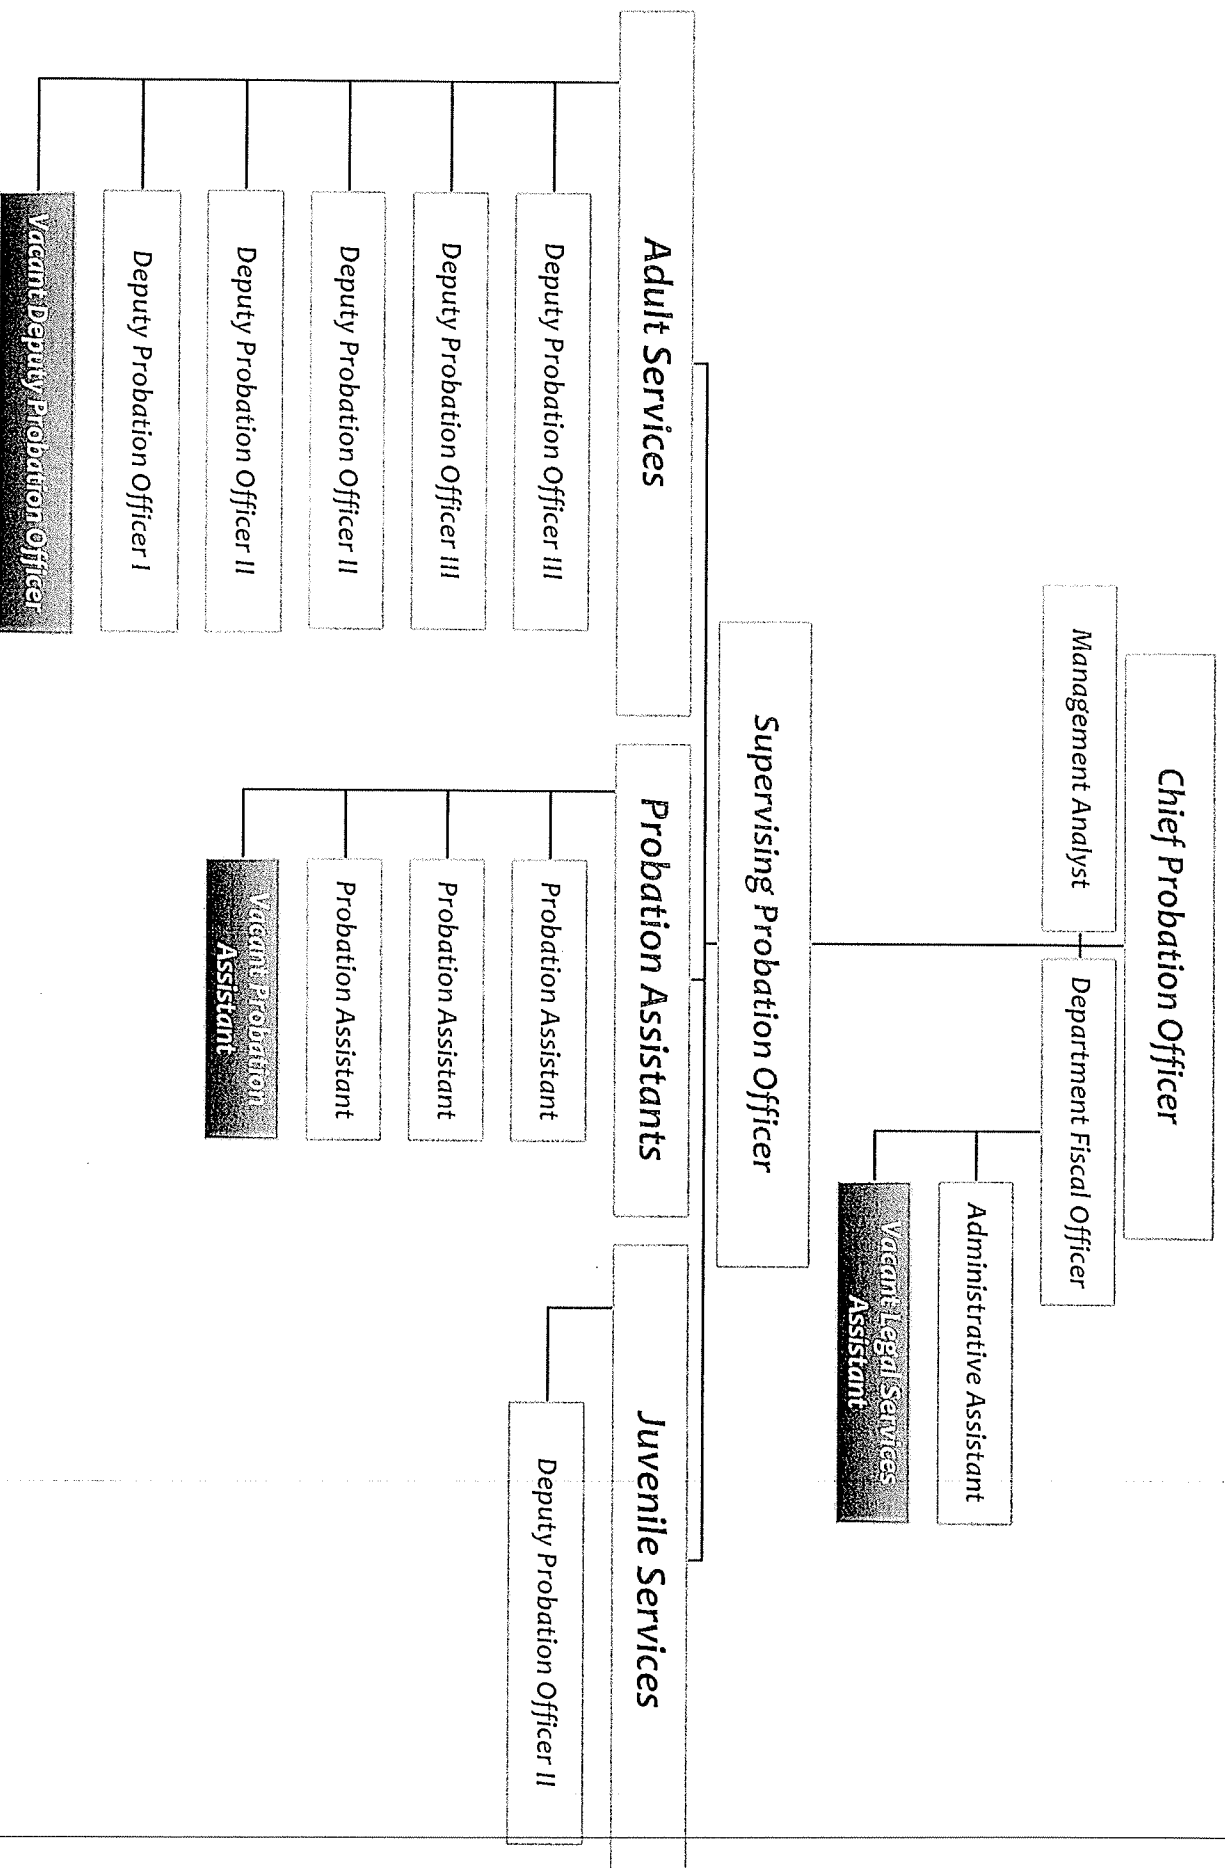 Chief Probation Officer
Management Analyst
Department Fiscal Officer
Administrative Assistant
Vacant Legal Services
Assistant
Supervising Probation Officer
Adult Services
Deputy Probation Officer III
Deputy Probation Officer III
Deputy Probation Officer II
Deputy Probation Officer II
Deputy Probation Officer I
Vacant Deputy Probation Officer
Probation Assistants
Probation Assistant
Probation Assistant
Probation Assistant
Vacant Probation
Assistant
Juvenile Services
Deputy Probation Officer II